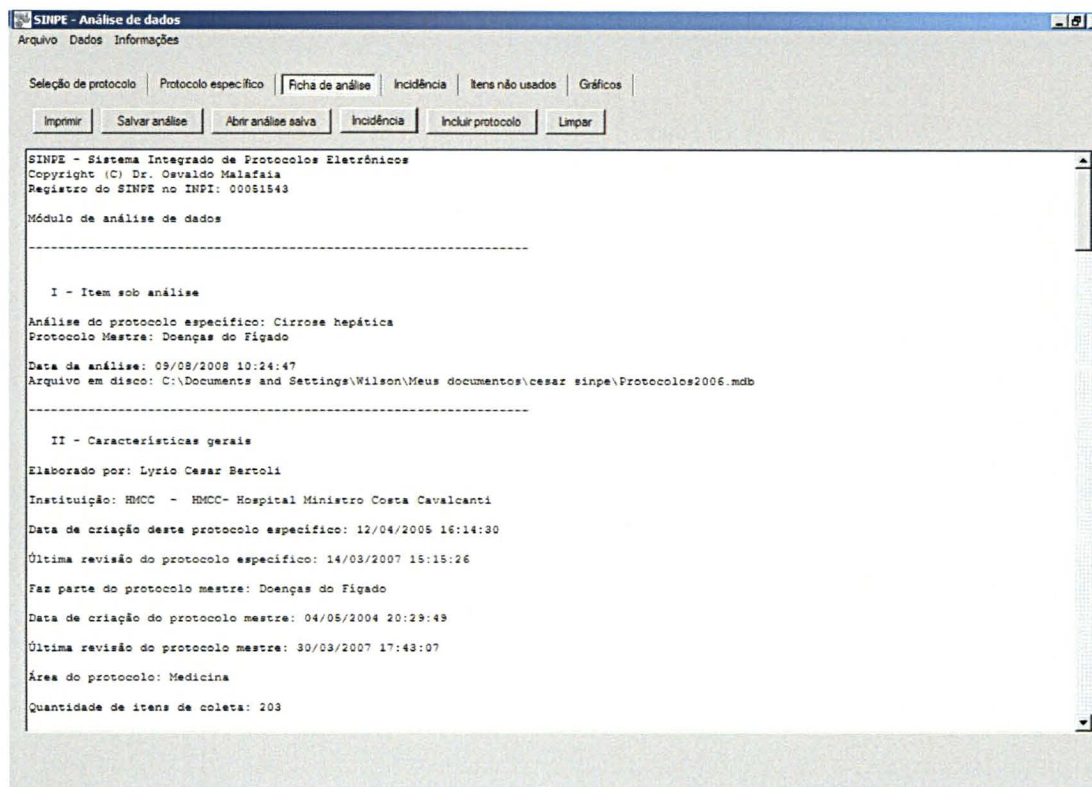 SINPE - Análise de dados
Arquivo Dados Informações
Seleção de protocolo Protocolo específico Ficha de análise Incidência Itens não usados Gráficos
Imprimir Salvar análise Abrir análise salva Incidência Incluir protocolo Limpar
SINPE - Sistema Integrado de Protocolos Eletrônicos
Copyright (C) Dr. Osvaldo Malafaia
Registro do SINPE no INPI: 00051543
Módulo de análise de dados
--------------------------------------------------------------------
I - Item sob análise
Análise do protocolo específico: Cirrose hepática
Protocolo Mestre: Doenças do Fígado
Data da análise: 09/08/2008 10:24:47
Arquivo em disco: C:\Documents and Settings\Wilson\Meus documentos\cesar sinpe\Protocolos2006.mdb
--------------------------------------------------------------------
II - Características gerais
Elaborado por: Lyrio Cesar Bertoli
Instituição: HMCC - HMCC- Hospital Ministro Costa Cavalcanti
Data de criação deste protocolo específico: 12/04/2005 16:14:30
Última revisão do protocolo específico: 14/03/2007 15:15:26
Faz parte do protocolo mestre: Doenças do Fígado
Data de criação do protocolo mestre: 04/05/2004 20:29:49
Última revisão do protocolo mestre: 30/03/2007 17:43:07
Área do protocolo: Medicina
Quantidade de itens de coleta: 203